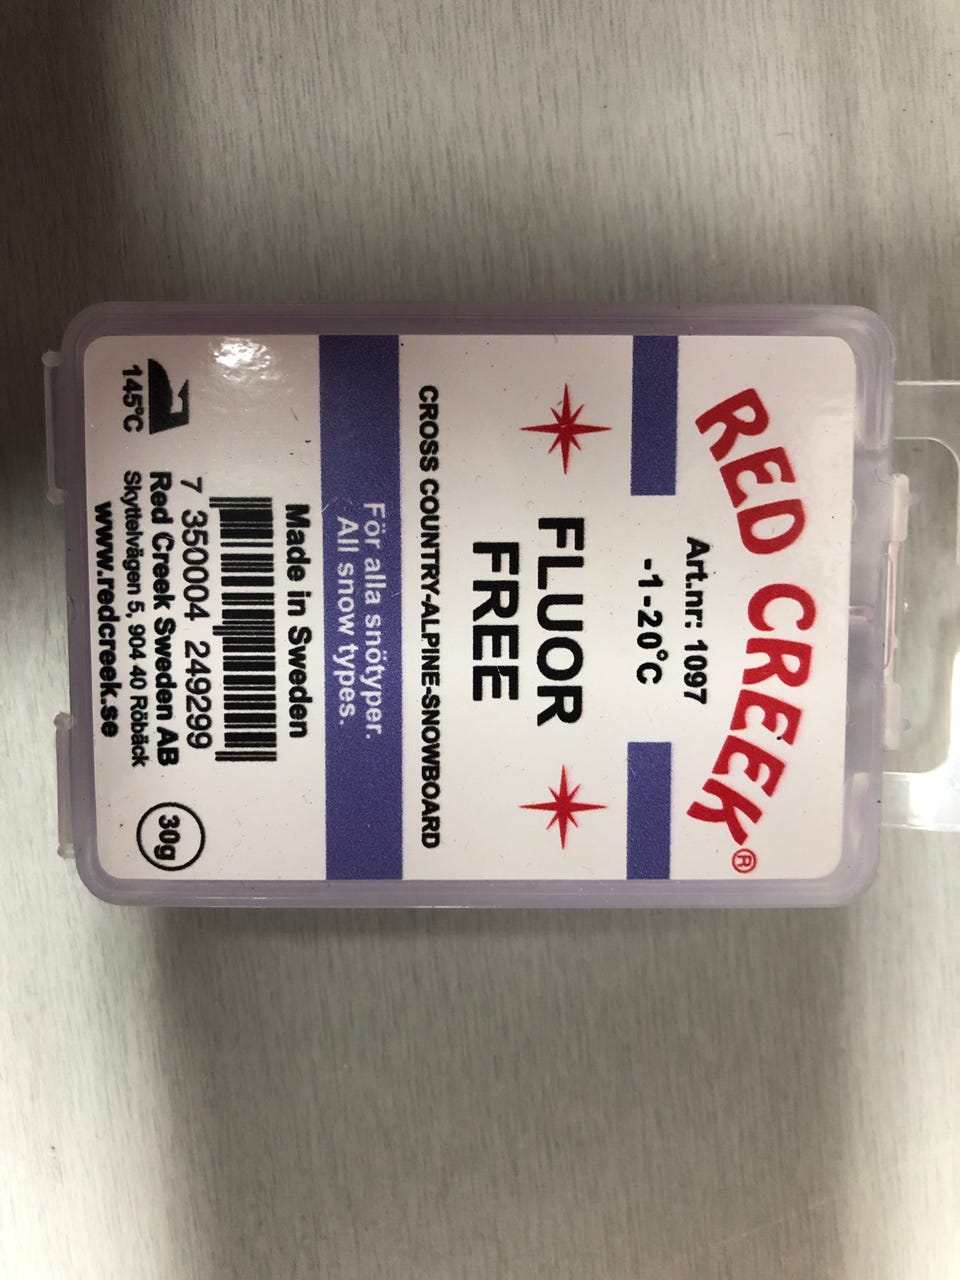 RED CREEK®
Art.nr: 1097
-1-20°C
FLUOR
FREE
CROSS COUNTRY-ALPINE-SNOWBOARD
För alla snötyper.
All snow types.
Made in Sweden
7 350004 249299
145°C
Red Creek Sweden AB
Skyttelvägen 5, 904 40 Röbäck
www.redcreek.se
30g